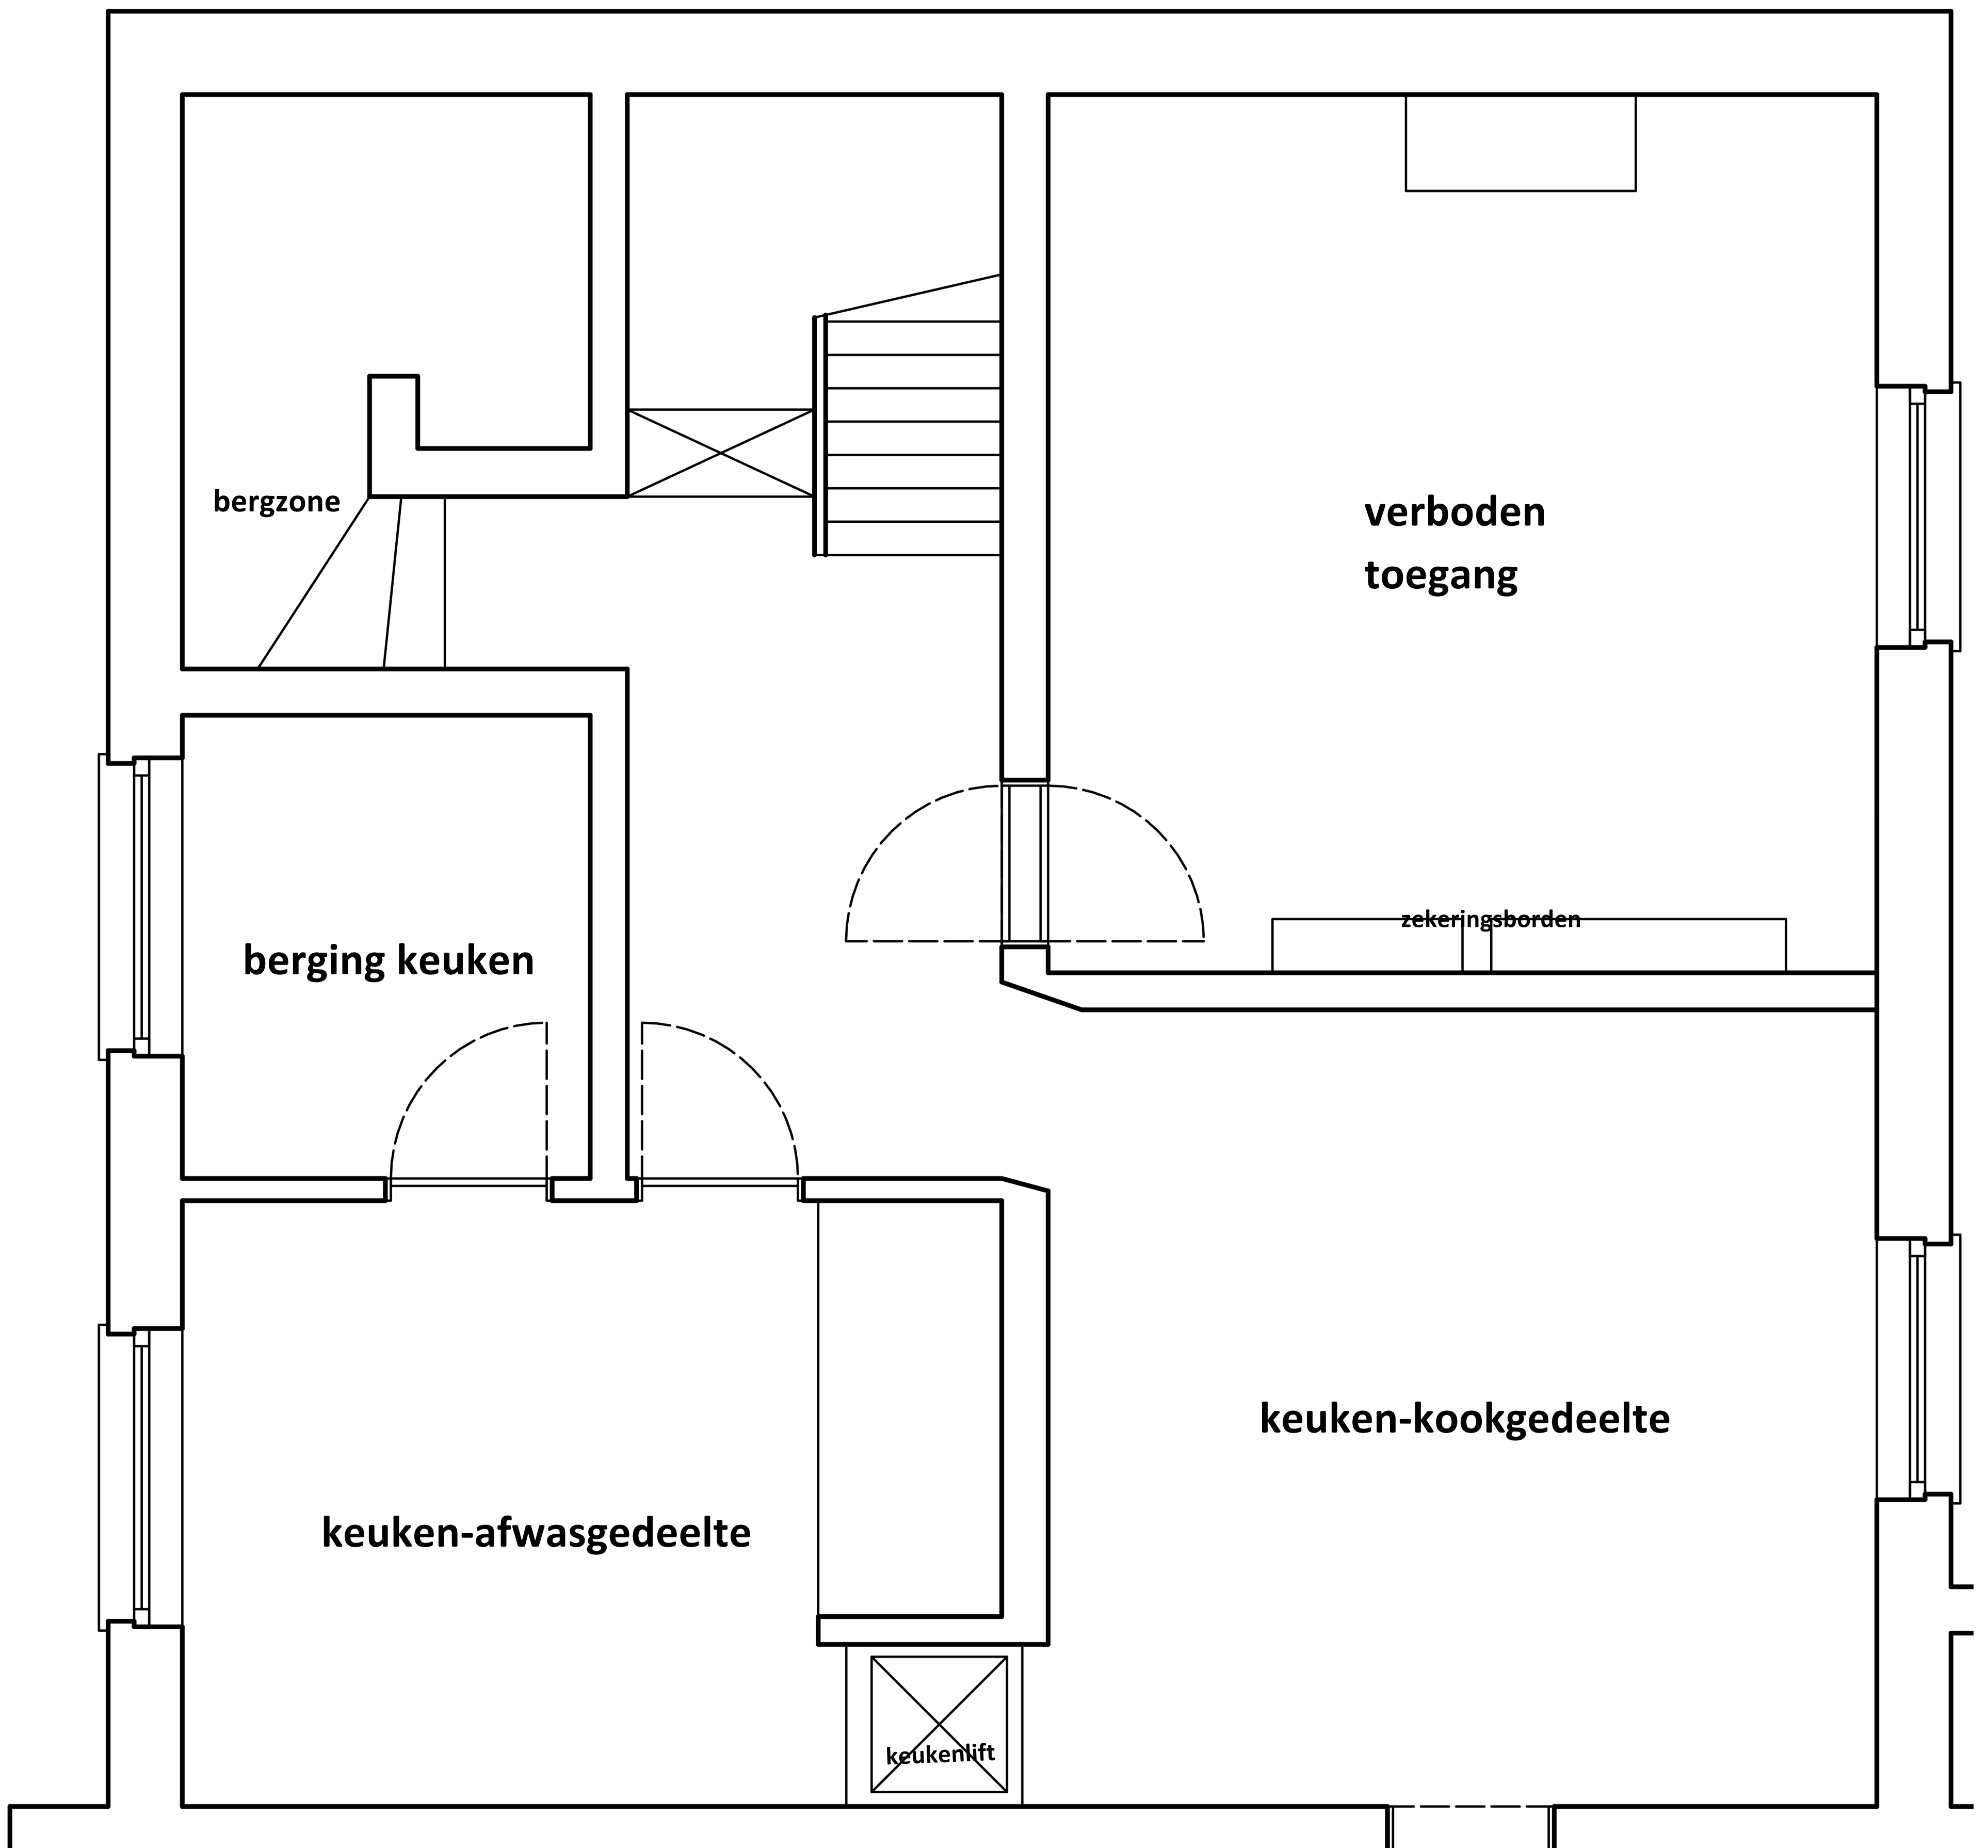 bergzone
verboden
toegang
zekeringsborden
berging keuken
keuken-kookgedeelte
keuken-afwasgedeelte
keukenlift